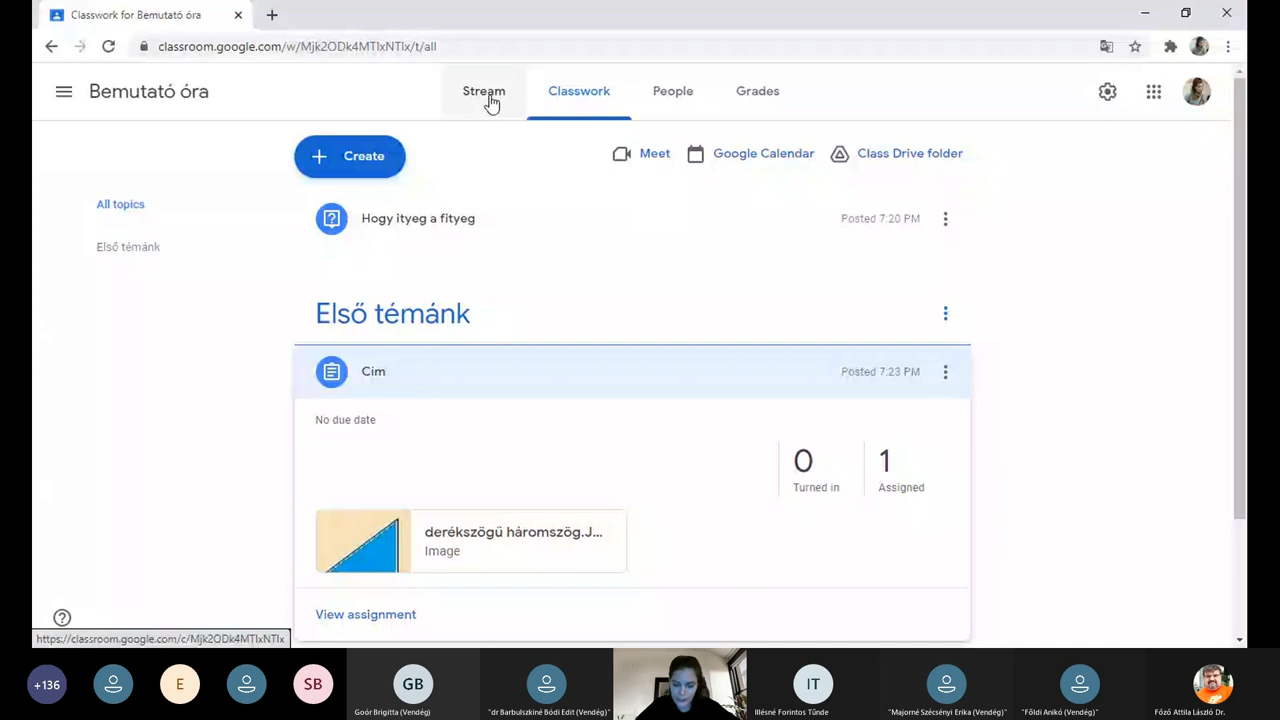 Classwork for Bemutató óra
classroom.google.com/w/Mjk2ODk4MTIxNTIx/t/all
Bemutató óra
Stream
Classwork
People
Grades
Create
Meet
Google Calendar
Class Drive folder
All topics
Első témánk
Hogy ityeg a fityeg
Posted 7:20 PM
Első témánk
Cím
Posted 7:23 PM
No due date
0
Turned in
1
Assigned
derékszögű háromszög.J...
Image
View assignment
https://classroom.google.com/c/Mjk2ODk4MTIxNTIx
+136
E
SB
GB
IT
Goór Brigitta (Vendég)
"dr Barbulszkiné Bódi Edit (Vendég)"
Illésné Forintos Tünde
"Majorné Szécsényi Erika (Vendég)"
"Földi Anikó (Vendég)"
Főző Attila László Dr.